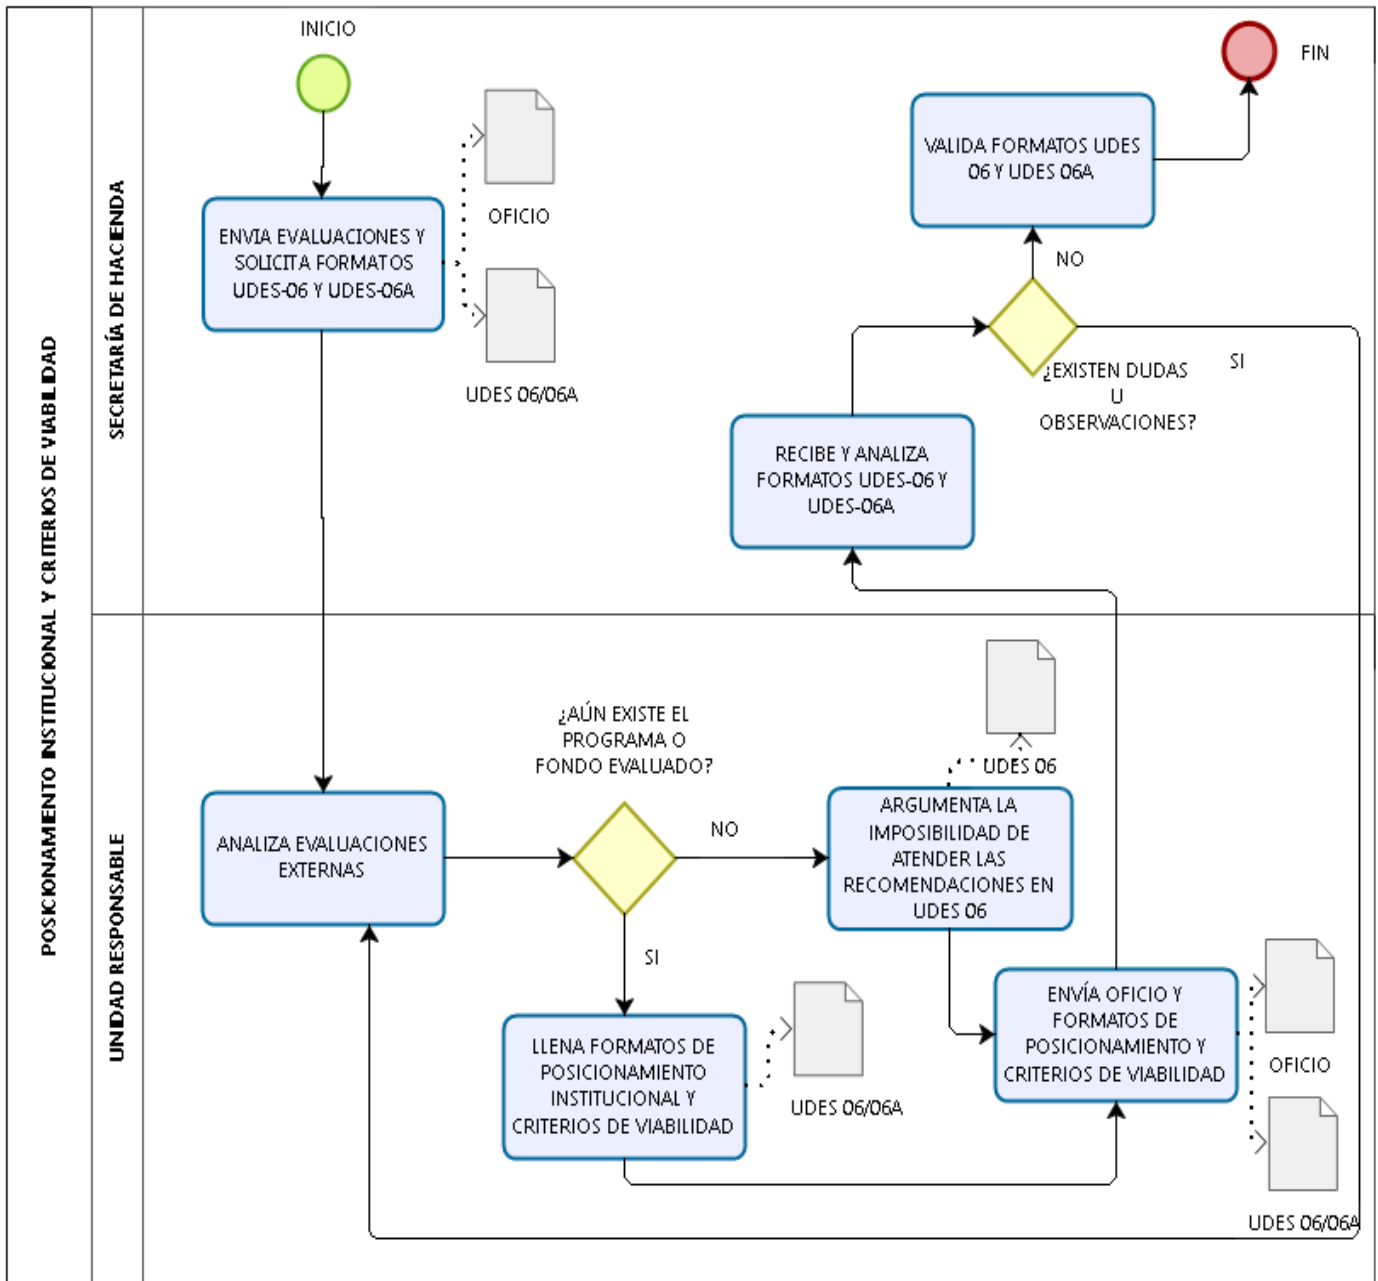 POSICIONAMIENTO INSTITUCIONAL Y CRITERIOS DE VIABILIDAD
SECRETARÍA DE HACIENDA
INICIO
ENVIA EVALUACIONES Y
SOLICITA FORMATOS
UDES-06 Y UDES-06A
OFICIO
UDES 06/06A
FIN
VALIDA FORMATOS UDES
06 Y UDES 06A
NO
SI
¿EXISTEN DUDAS
U
OBSERVACIONES?
RECIBE Y ANALIZA
FORMATOS UDES-06 Y
UDES-06A
UNIDAD RESPONSABLE
ANALIZA EVALUACIONES
EXTERNAS
¿AÚN EXISTE EL
PROGRAMA O
FONDO EVALUADO?
NO
SI
UDES 06
ARGUMENTA LA
IMPOSIBILIDAD DE
ATENDER LAS
RECOMENDACIONES EN
UDES 06
LLENA FORMATOS DE
POSICIONAMIENTO
INSTITUCIONAL Y
CRITERIOS DE VIABILIDAD
UDES 06/06A
ENVÍA OFICIO Y
FORMATOS DE
POSICIONAMIENTO Y
CRITERIOS DE VIABILIDAD
OFICIO
UDES 06/06A